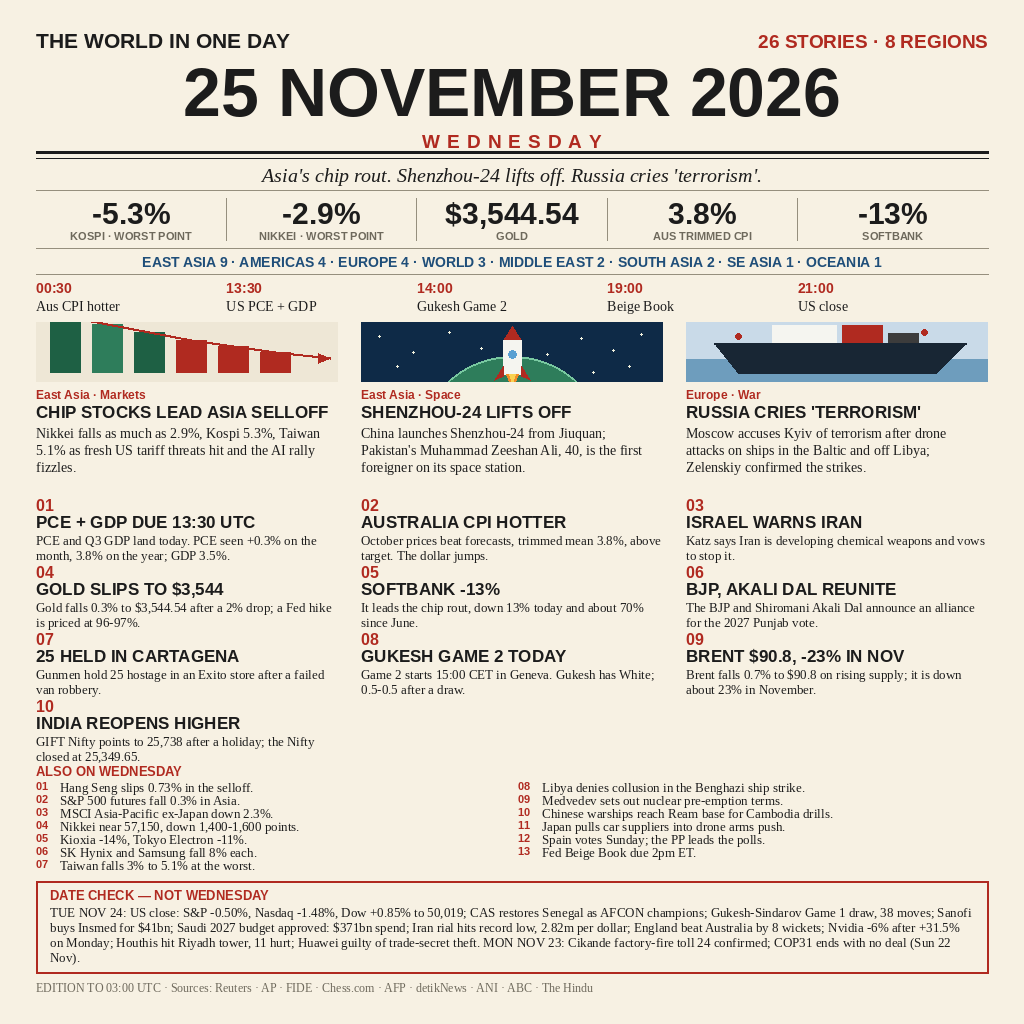 THE WORLD IN ONE DAY
26 STORIES · 8 REGIONS
25 NOVEMBER 2026
WEDNESDAY
Asia's chip rout. Shenzhou-24 lifts off. Russia cries 'terrorism'.
-5.3%
KOSPI · WORST POINT
-2.9%
NIKKEI · WORST POINT
$3,544.54
GOLD
3.8%
AUS TRIMMED CPI
-13%
SOFTBANK
EAST ASIA 9 · AMERICAS 4 · EUROPE 4 · WORLD 3 · MIDDLE EAST 2 · SOUTH ASIA 2 · SE ASIA 1 · OCEANIA 1
00:30
Aus CPI hotter
13:30
US PCE + GDP
14:00
Gukesh Game 2
19:00
Beige Book
21:00
US close
East Asia · Markets
CHIP STOCKS LEAD ASIA SELLOFF
Nikkei falls as much as 2.9%, Kospi 5.3%, Taiwan
5.1% as fresh US tariff threats hit and the AI rally
fizzles.
East Asia · Space
SHENZHOU-24 LIFTS OFF
China launches Shenzhou-24 from Jiuquan;
Pakistan's Muhammad Zeeshan Ali, 40, is the first
foreigner on its space station.
Europe · War
RUSSIA CRIES 'TERRORISM'
Moscow accuses Kyiv of terrorism after drone
attacks on ships in the Baltic and off Libya;
Zelenskiy confirmed the strikes.
01
PCE + GDP DUE 13:30 UTC
PCE and Q3 GDP land today. PCE seen +0.3% on the
month, 3.8% on the year; GDP 3.5%.
02
AUSTRALIA CPI HOTTER
October prices beat forecasts, trimmed mean 3.8%, above
target. The dollar jumps.
03
ISRAEL WARNS IRAN
Katz says Iran is developing chemical weapons and vows
to stop it.
04
GOLD SLIPS TO $3,544
Gold falls 0.3% to $3,544.54 after a 2% drop; a Fed hike
is priced at 96-97%.
05
SOFTBANK -13%
It leads the chip rout, down 13% today and about 70%
since June.
06
BJP, AKALI DAL REUNITE
The BJP and Shiromani Akali Dal announce an alliance
for the 2027 Punjab vote.
07
25 HELD IN CARTAGENA
Gunmen hold 25 hostage in an Exito store after a failed
van robbery.
08
GUKESH GAME 2 TODAY
Game 2 starts 15:00 CET in Geneva. Gukesh has White;
0.5-0.5 after a draw.
09
BRENT $90.8, -23% IN NOV
Brent falls 0.7% to $90.8 on rising supply; it is down
about 23% in November.
10
INDIA REOPENS HIGHER
GIFT Nifty points to 25,738 after a holiday; the Nifty
closed at 25,349.65.
ALSO ON WEDNESDAY
01 Hang Seng slips 0.73% in the selloff.
02 S&P 500 futures fall 0.3% in Asia.
03 MSCI Asia-Pacific ex-Japan down 2.3%.
04 Nikkei near 57,150, down 1,400-1,600 points.
05 Kioxia -14%, Tokyo Electron -11%.
06 SK Hynix and Samsung fall 8% each.
07 Taiwan falls 3% to 5.1% at the worst.
08 Libya denies collusion in the Benghazi ship strike.
09 Medvedev sets out nuclear pre-emption terms.
10 Chinese warships reach Ream base for Cambodia drills.
11 Japan pulls car suppliers into drone arms push.
12 Spain votes Sunday; the PP leads the polls.
13 Fed Beige Book due 2pm ET.
DATE CHECK — NOT WEDNESDAY
TUE NOV 24: US close: S&P -0.50%, Nasdaq -1.48%, Dow +0.85% to 50,019; CAS restores Senegal as AFCON champions; Gukesh-Sindarov Game 1 draw, 38 moves; Sanofi
buys Insmed for $41bn; Saudi 2027 budget approved: $371bn spend; Iran rial hits record low, 2.82m per dollar; England beat Australia by 8 wickets; Nvidia -6% after +31.5%
on Monday; Houthis hit Riyadh tower, 11 hurt; Huawei guilty of trade-secret theft. MON NOV 23: Cikande factory-fire toll 24 confirmed; COP31 ends with no deal (Sun 22
Nov).
EDITION TO 03:00 UTC · Sources: Reuters · AP · FIDE · Chess.com · AFP · detikNews · ANI · ABC · The Hindu